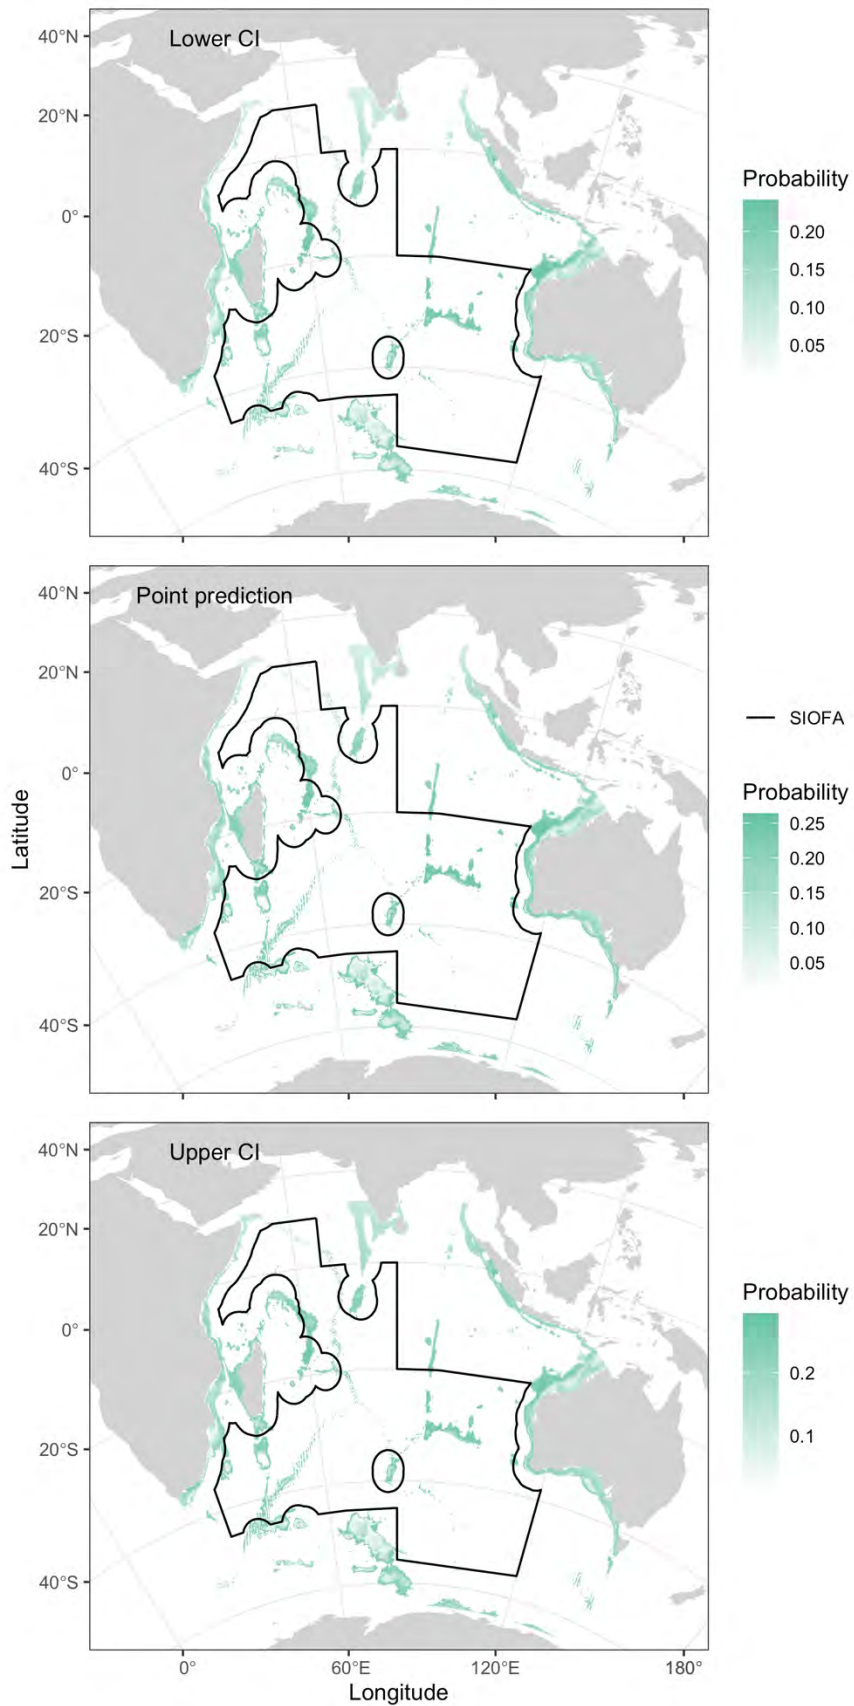 Lower CI
40°N
20°N
0°
20°S
40°S
Probability
0.20
0.15
0.10
0.05
Point prediction
40°N
20°N
0°
20°S
40°S
Latitude
SIOFA
Probability
0.25
0.20
0.15
0.10
0.05
Upper CI
40°N
20°N
0°
20°S
40°S
Probability
0.2
0.1
0°
60°E
120°E
180°
Longitude